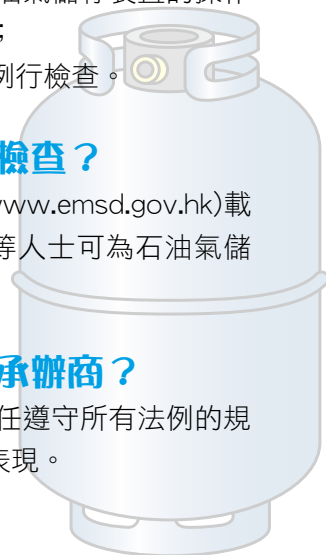 氣儲存裝置的操作
;
例行檢查。
檢查？
www.emsd.gov.hk)載
等人士可為石油氣儲
承辦商？
任遵守所有法例的規
表現。